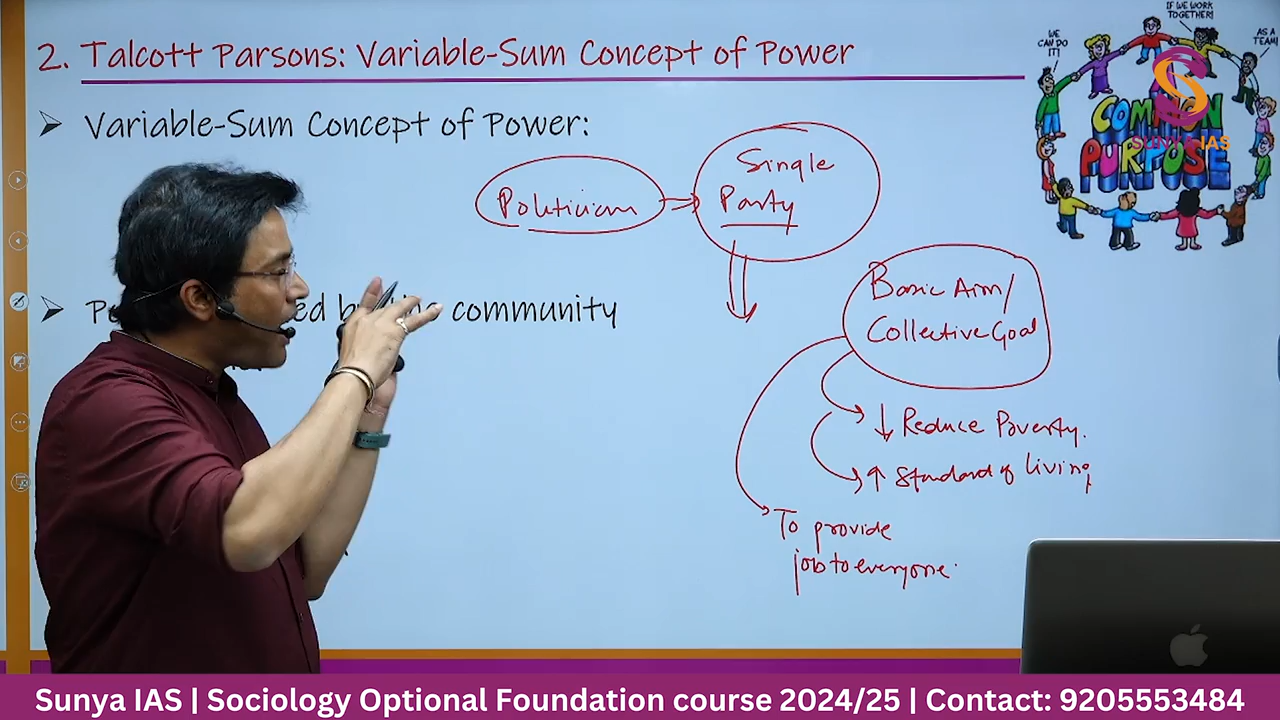 2. Talcott Parsons: Variable-Sum Concept of Power
➤ Variable-Sum Concept of Power:
Politician
Single
Party
Basic Aim/
Collective Goal
↓ Reduce Poverty.
↑ Standard of living
To provide
job to everyone.
➤ community
WE CAN DO IT!
IF WE WORK TOGETHER!
AS A TEAM!
COMMON
PURPOSE
SUNYA IAS
Sunya IAS | Sociology Optional Foundation course 2024/25 | Contact: 9205553484